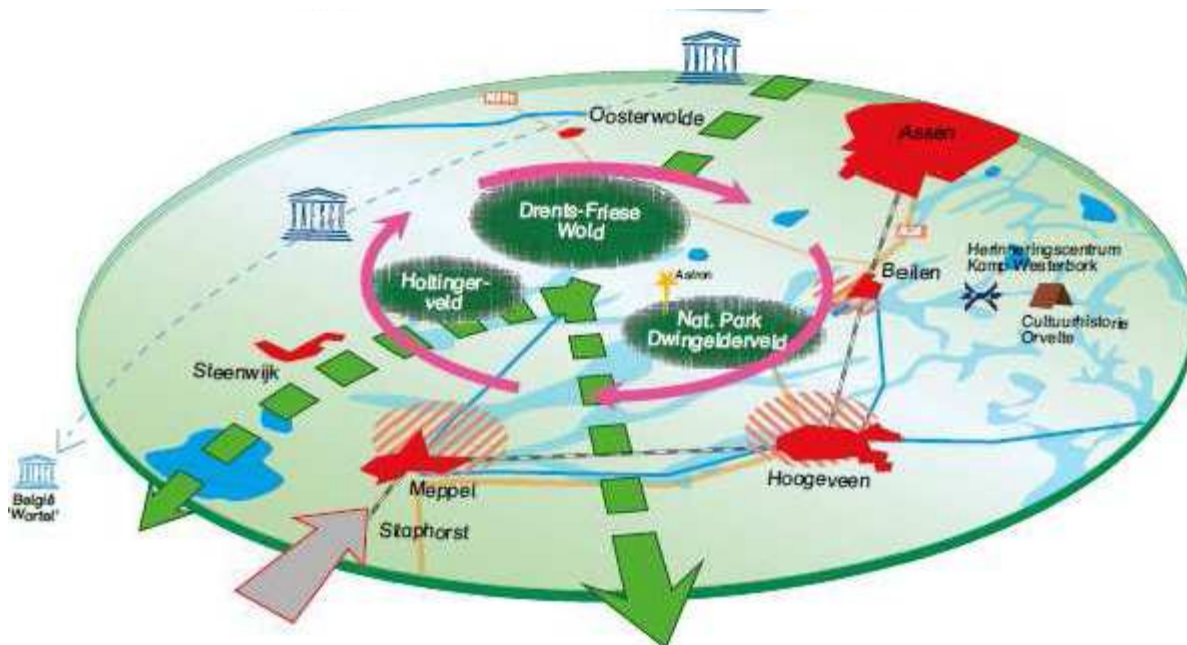 Oosterwolde
Assen
Drents-Friese
Wold
Holtinger-
veld
Astron
Nat. Park
Dwingelderveld
Beilen
Herinneringscentrum
Kamp Westerbork
Cultuurhistorie
Orvelte
Steenwijk
Meppel
Hoogeveen
Staphorst
België
'Wortel'